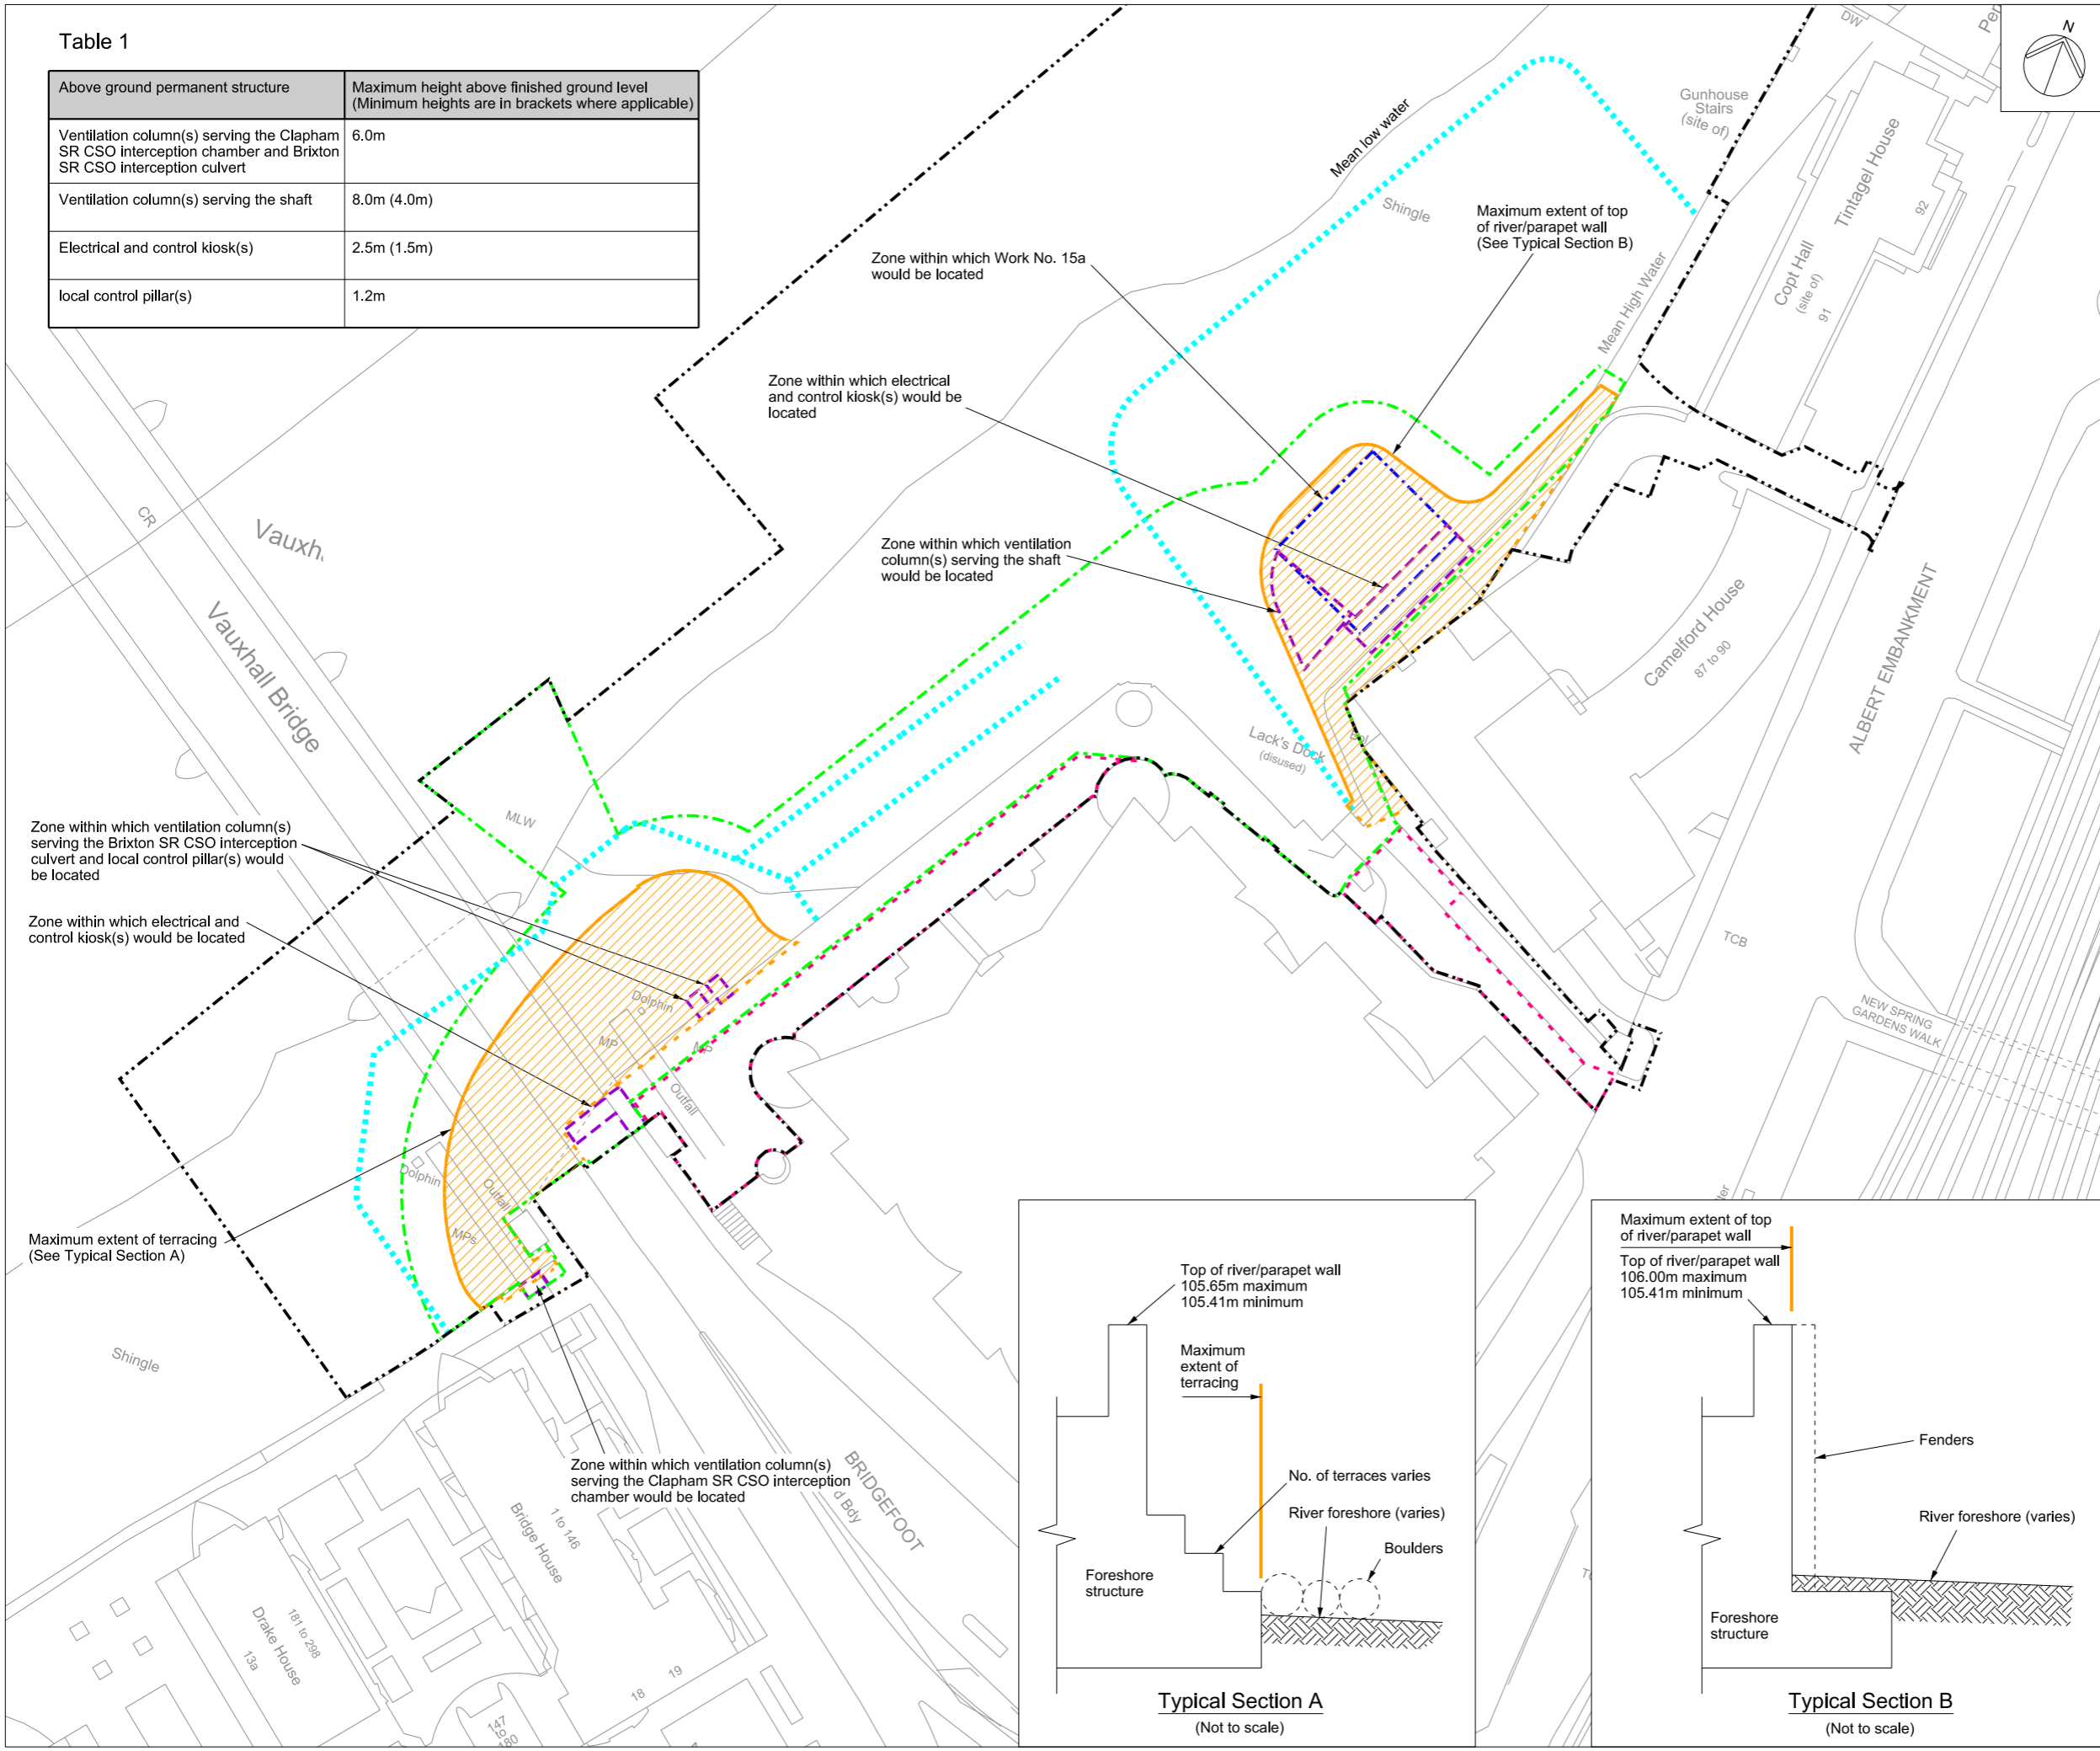 Table 1
Above ground permanent structure
Maximum height above finished ground level
(Minimum heights are in brackets where applicable)
Ventilation column(s) serving the Clapham
SR CSO interception chamber and Brixton
SR CSO interception culvert
6.0m
Ventilation column(s) serving the shaft
8.0m (4.0m)
Electrical and control kiosk(s)
2.5m (1.5m)
local control pillar(s)
1.2m
N
DW
Gunhouse
Stairs
(site of)
Mean low water
Shingle
Tintagel House
92
Copt Hall
(site of)
91
Maximum extent of top
of river/parapet wall
(See Typical Section B)
Mean High Water
Zone within which Work No. 15a
would be located
Zone within which electrical
and control kiosk(s) would be
located
Zone within which ventilation
column(s) serving the shaft
would be located
CR
Vauxhall Bridge
Camelford House
87 to 90
ALBERT EMBANKMENT
Lack's Dock
(disused)
MLW
Zone within which ventilation column(s)
serving the Brixton SR CSO interception
culvert and local control pillar(s) would
be located
Zone within which electrical and
control kiosk(s) would be located
TCB
NEW SPRING
GARDENS WALK
Dolphin
MP
MP
Outfall
Dolphin
Outfall
MPs
Maximum extent of terracing
(See Typical Section A)
Shingle
Zone within which ventilation column(s)
serving the Clapham SR CSO interception
chamber would be located
BRIDGEFOOT
d Bdy
Bridge House
1 to 146
Drake House
181 to 298
13a
147
to
180
18
19
Top of river/parapet wall
105.65m maximum
105.41m minimum
Maximum
extent of
terracing
No. of terraces varies
River foreshore (varies)
Boulders
Foreshore
structure
Typical Section A
(Not to scale)
Maximum extent of top
of river/parapet wall
Top of river/parapet wall
106.00m maximum
105.41m minimum
Fenders
River foreshore (varies)
Foreshore
structure
Typical Section B
(Not to scale)